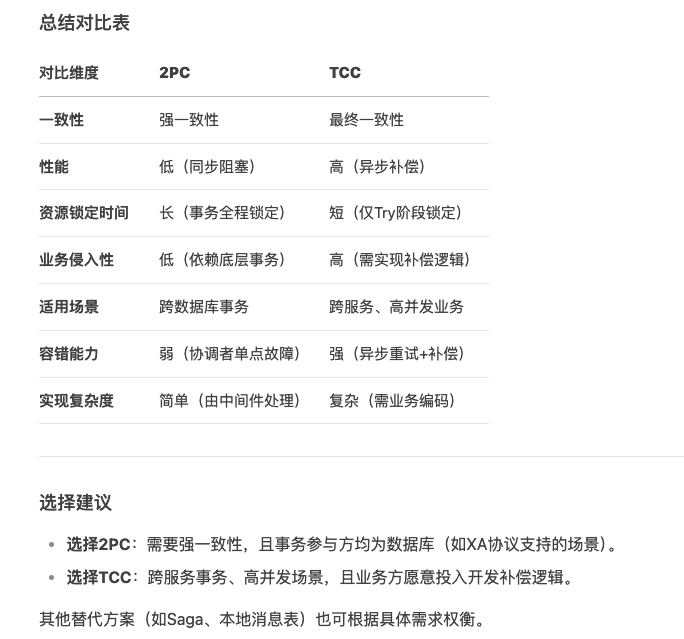 总结对比表
对比维度 2PC TCC
一致性 强一致性 最终一致性
性能 低（同步阻塞） 高（异步补偿）
资源锁定时间 长（事务全程锁定） 短（仅Try阶段锁定）
业务侵入性 低（依赖底层事务） 高（需实现补偿逻辑）
适用场景 跨数据库事务 跨服务、高并发业务
容错能力 弱（协调者单点故障） 强（异步重试+补偿）
实现复杂度 简单（由中间件处理） 复杂（需业务编码）
选择建议
• 选择2PC：需要强一致性，且事务参与方均为数据库（如XA协议支持的场景）。
• 选择TCC：跨服务事务、高并发场景，且业务方愿意投入开发补偿逻辑。
其他替代方案（如Saga、本地消息表）也可根据具体需求权衡。